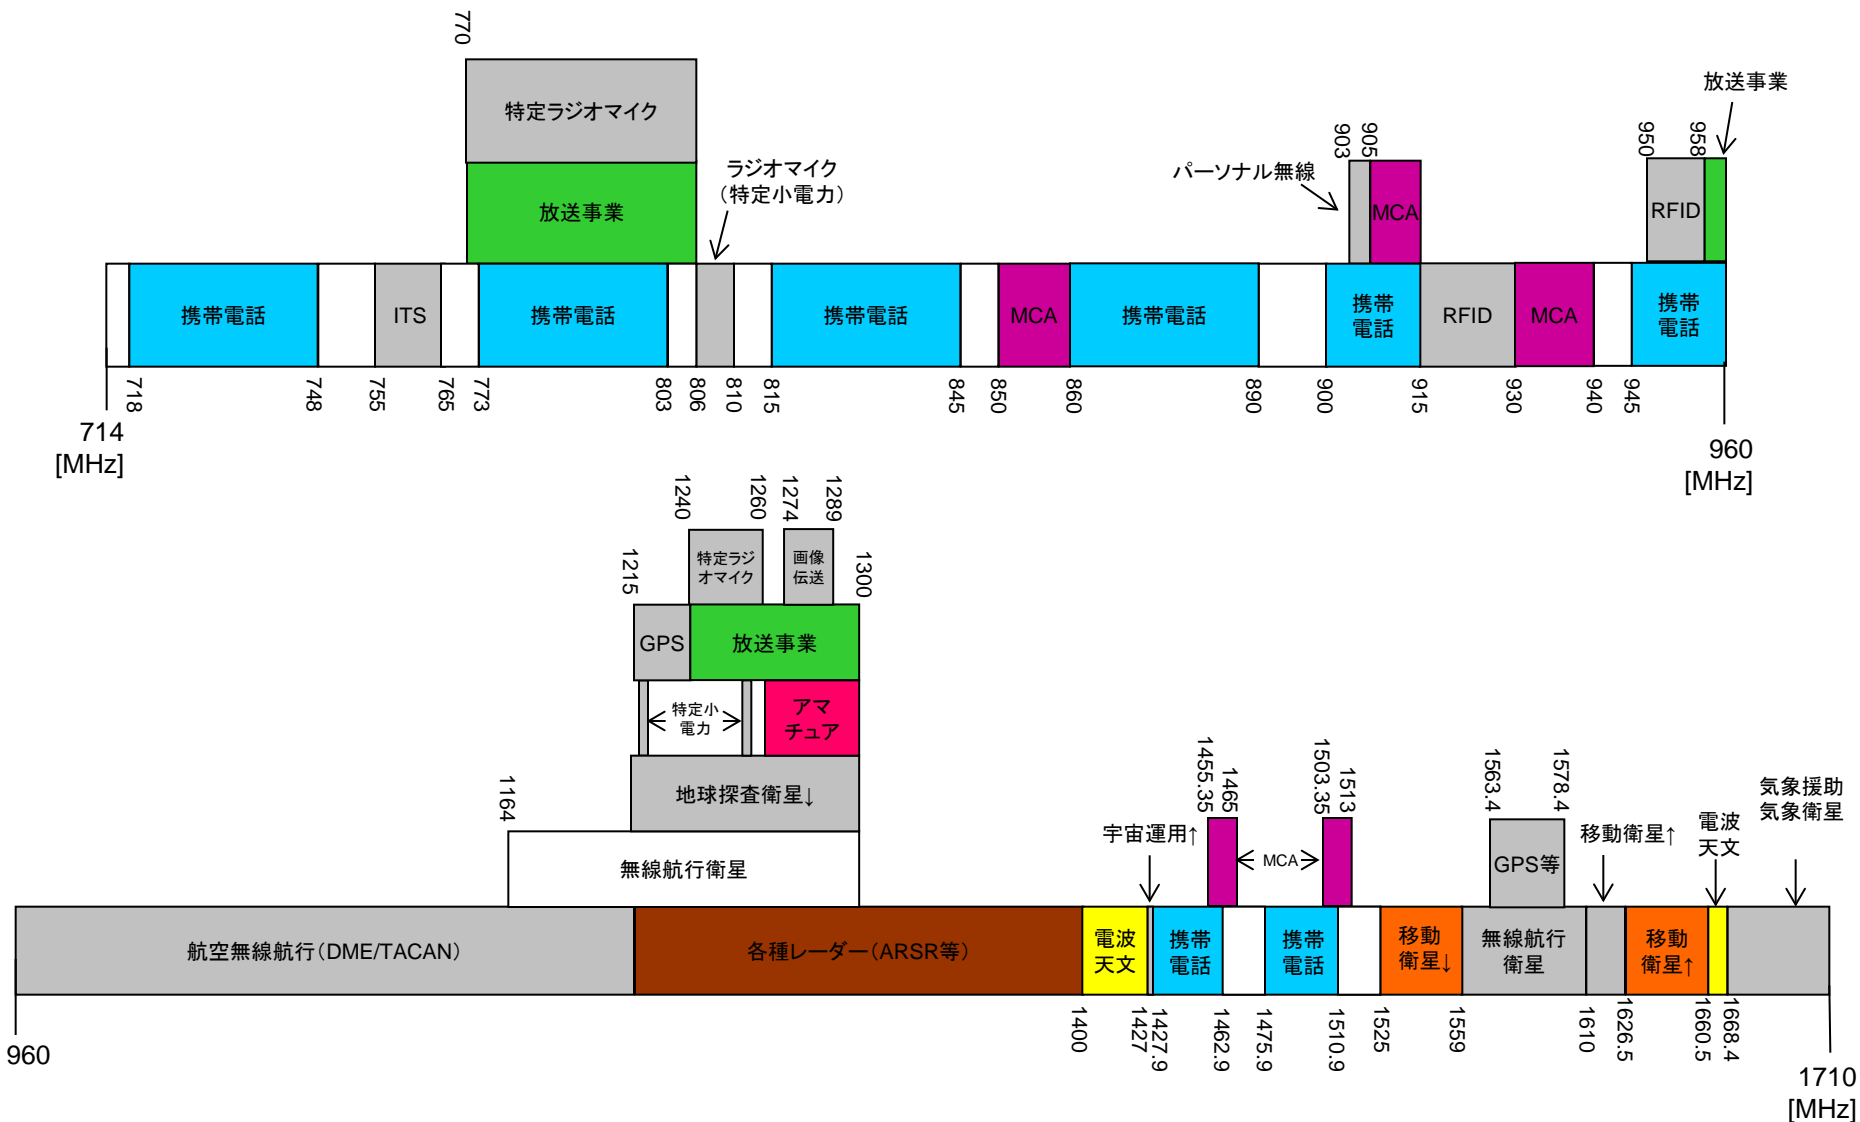 770
特定ラジオマイク
放送事業
放送事業
ラジオマイク
（特定小電力）
パーソナル無線
903
905
MCA
950
958
RFID
携帯電話
ITS
携帯電話
携帯電話
MCA
携帯電話
携帯
電話
RFID
MCA
携帯
電話
718
748
755
765
773
803
806
810
815
845
850
860
890
900
915
930
940
945
714
[MHz]
960
[MHz]
1240
1260
1274
1289
1215
1300
特定ラジ
オマイク
画像
伝送
GPS
放送事業
特定小
電力
アマ
チュア
地球探査衛星↓
1164
無線航行衛星
宇宙運用↑
1455.35
1465
MCA
1503.35
1513
1563.4
1578.4
GPS等
移動衛星↑
電波
天文
気象援助
気象衛星
航空無線航行（DME/TACAN）
各種レーダー（ARSR等）
電波
天文
携帯
電話
携帯
電話
移動
衛星↓
無線航行
衛星
移動
衛星↑
960
1400
1427
1427.9
1462.9
1475.9
1510.9
1525
1559
1610
1626.5
1660.5
1668.4
1710
[MHz]